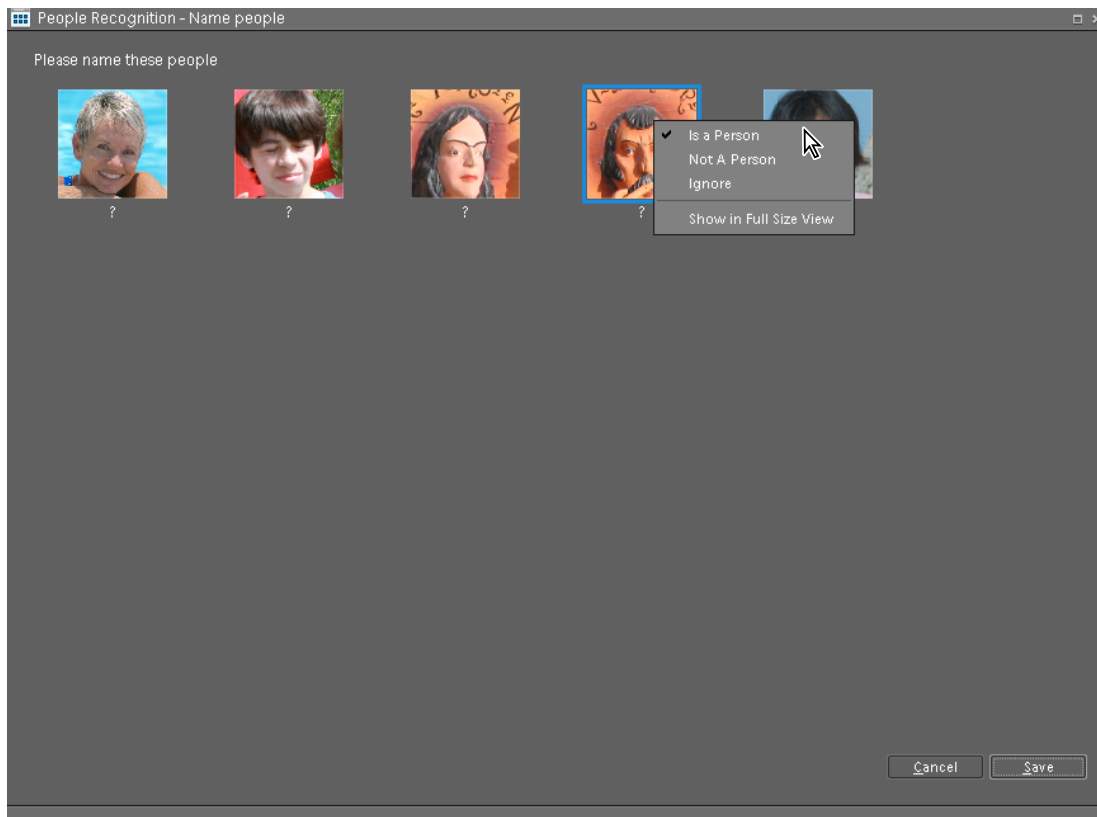 People Recognition - Name people
Please name these people
?
?
?
?
Is a Person
Not A Person
Ignore
Show in Full Size View
Cancel
Save